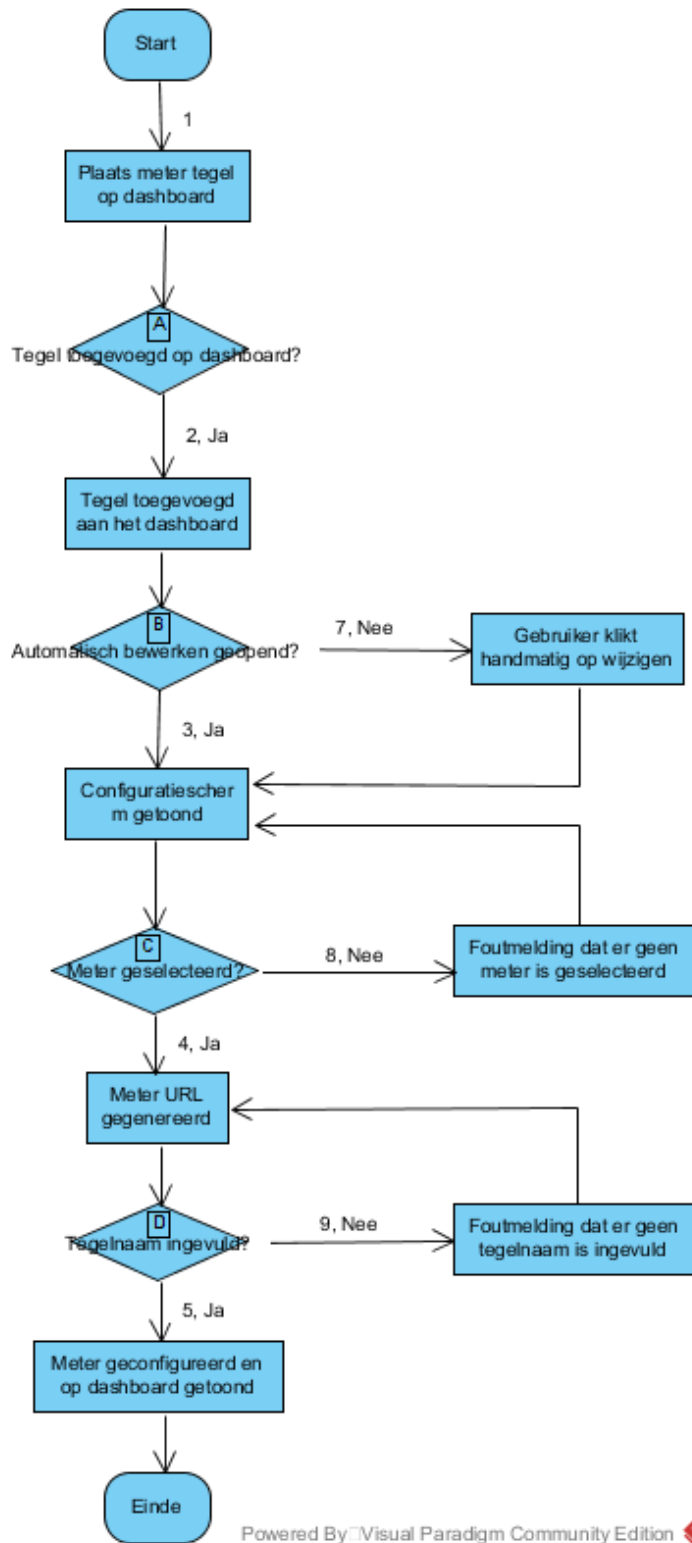 Start
1
Plaats meter tegel
op dashboard
A
Tegel toegevoegd op dashboard?
2, Ja
Tegel toegevoegd
aan het dashboard
B
Automatisch bewerken geopend?
7, Nee
Gebruiker klikt
handmatig op wijzigen
3, Ja
Configuratiescher
m getoond
C
Meter geselecteerd?
8, Nee
Foutmelding dat er geen
meter is geselecteerd
4, Ja
Meter URL
gegenereerd
D
Tegelnaam ingevuld?
9, Nee
Foutmelding dat er geen
tegelnaam is ingevuld
5, Ja
Meter geconfigureerd en
op dashboard getoond
Einde
Powered By Visual Paradigm Community Edition